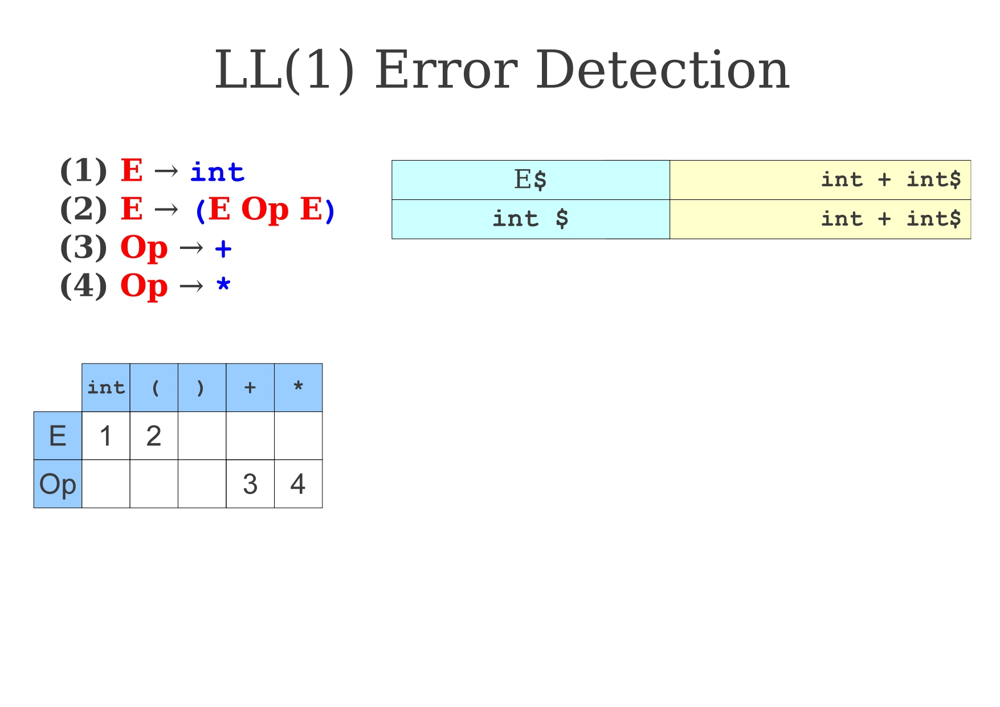 LL(1) Error Detection
(1) E → int
(2) E → (E Op E)
(3) Op → +
(4) Op → *
E$ int + int$
int $ int + int$
int ( ) + *
E 1 2
Op 3 4